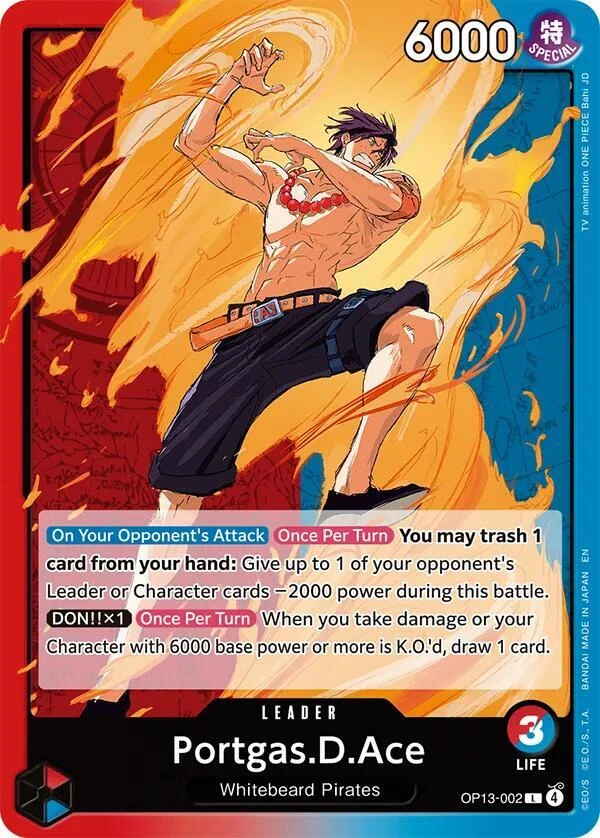 6000
特
SPECIAL
TV animation ONE PIECE Bahi JD
On Your Opponent's Attack Once Per Turn You may trash 1
card from your hand: Give up to 1 of your opponent's
Leader or Character cards −2000 power during this battle.
DON!!×1 Once Per Turn When you take damage or your
Character with 6000 base power or more is K.O.'d, draw 1 card.
LEADER
Portgas.D.Ace
Whitebeard Pirates
3
LIFE
OP13-002 L 4
©EO/S ©E.O./S., T.A. BANDAI MADE IN JAPAN EN